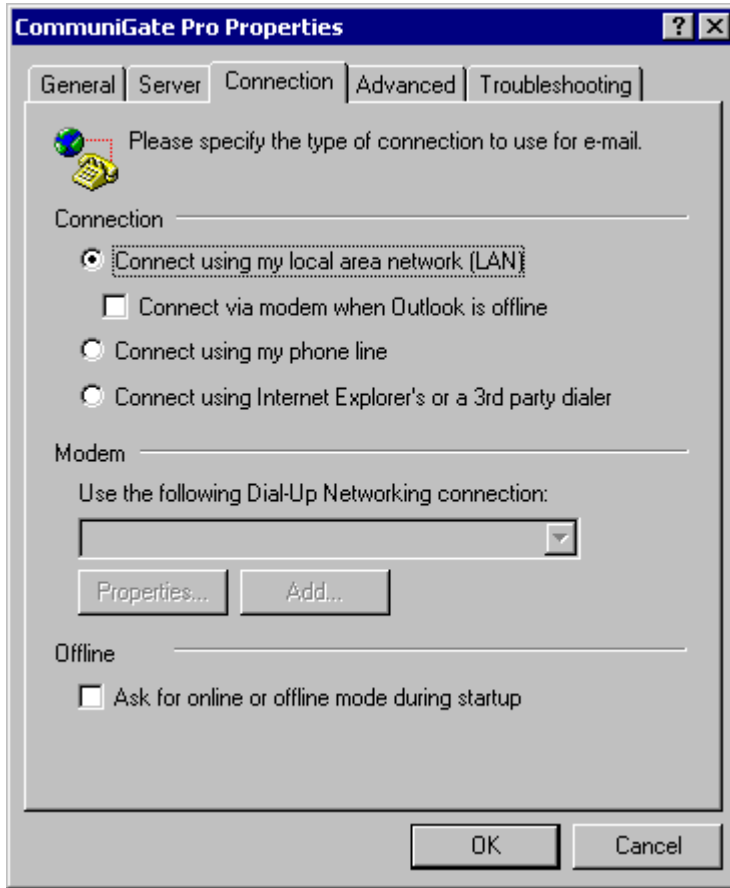 CommuniGate Pro Properties
General Server Connection Advanced Troubleshooting
Please specify the type of connection to use for e-mail.
Connection
Connect using my local area network (LAN)
Connect via modem when Outlook is offline
Connect using my phone line
Connect using Internet Explorer's or a 3rd party dialer
Modem
Use the following Dial-Up Networking connection:
Properties... Add...
Offline
Ask for online or offline mode during startup
OK Cancel